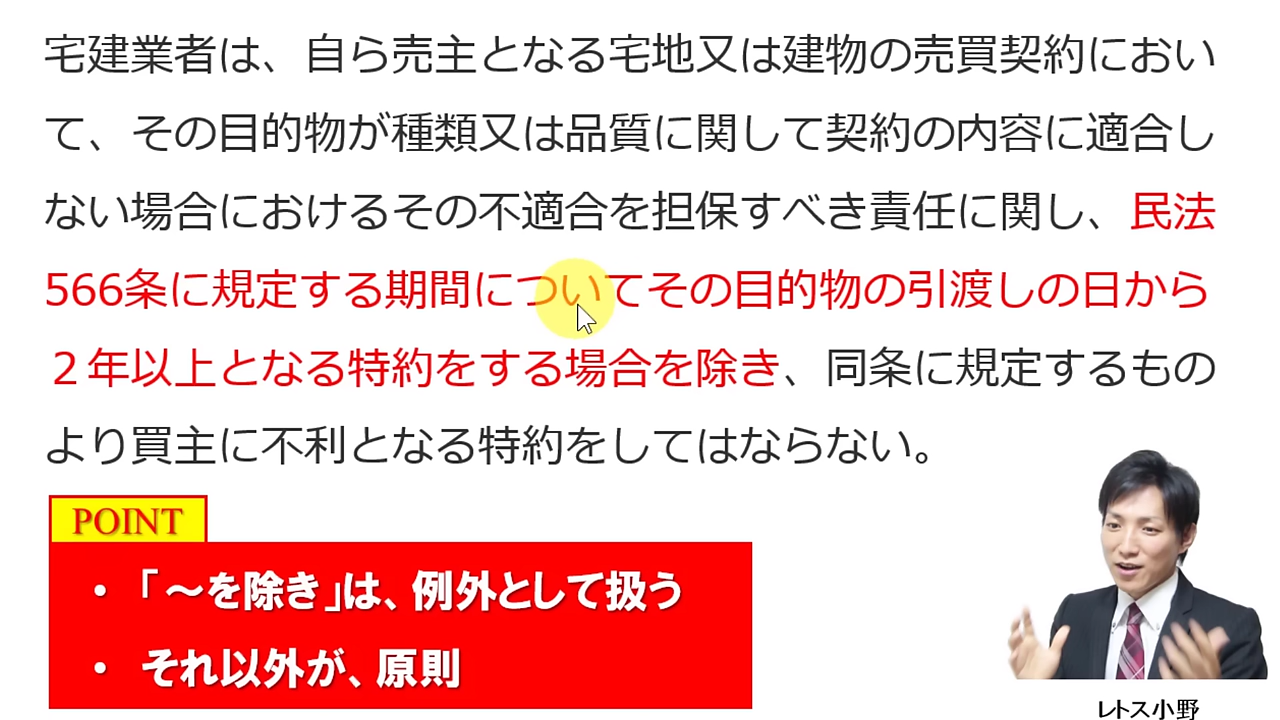 宅建業者は、自ら売主となる宅地又は建物の売買契約におい
て、その目的物が種類又は品質に関して契約の内容に適合し
ない場合におけるその不適合を担保すべき責任に関し、民法
566条に規定する期間についてその目的物の引渡しの日から
２年以上となる特約をする場合を除き、同条に規定するもの
より買主に不利となる特約をしてはならない。
POINT
・ 「～を除き」は、例外として扱う
・ それ以外が、原則
レトス小野